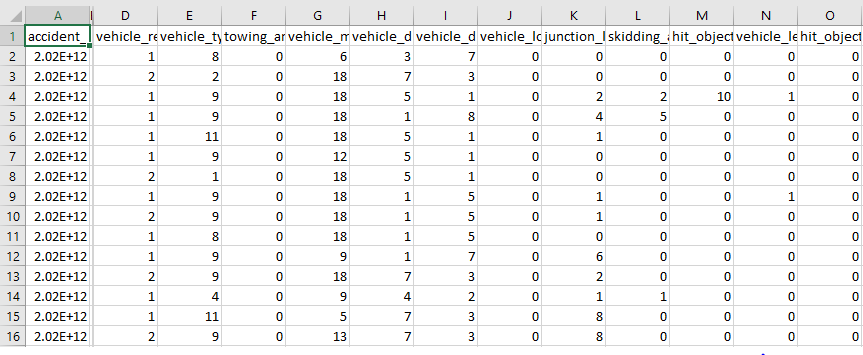 A D E F G H I J K L M N O
1 accident_ vehicle_re vehicle_ty towing_ar vehicle_m vehicle_d vehicle_d vehicle_lo junction_l skidding_a hit_object vehicle_le hit_object
2 2.02E+12 1 8 0 6 3 7 0 0 0 0 0 0
3 2.02E+12 2 2 0 18 7 3 0 0 0 0 0 0
4 2.02E+12 1 9 0 18 5 1 0 2 2 10 1 0
5 2.02E+12 1 9 0 18 1 8 0 4 5 0 0 0
6 2.02E+12 1 11 0 18 5 1 0 1 0 0 0 0
7 2.02E+12 1 9 0 12 5 1 0 0 0 0 0 0
8 2.02E+12 2 1 0 18 5 1 0 0 0 0 0 0
9 2.02E+12 1 9 0 18 1 5 0 1 0 0 1 0
10 2.02E+12 2 9 0 18 1 5 0 1 0 0 0 0
11 2.02E+12 1 8 0 18 1 5 0 0 0 0 0 0
12 2.02E+12 1 9 0 9 1 7 0 6 0 0 0 0
13 2.02E+12 2 9 0 18 7 3 0 2 0 0 0 0
14 2.02E+12 1 4 0 9 4 2 0 1 1 0 0 0
15 2.02E+12 1 11 0 5 7 3 0 8 0 0 0 0
16 2.02E+12 2 9 0 13 7 3 0 8 0 0 0 0